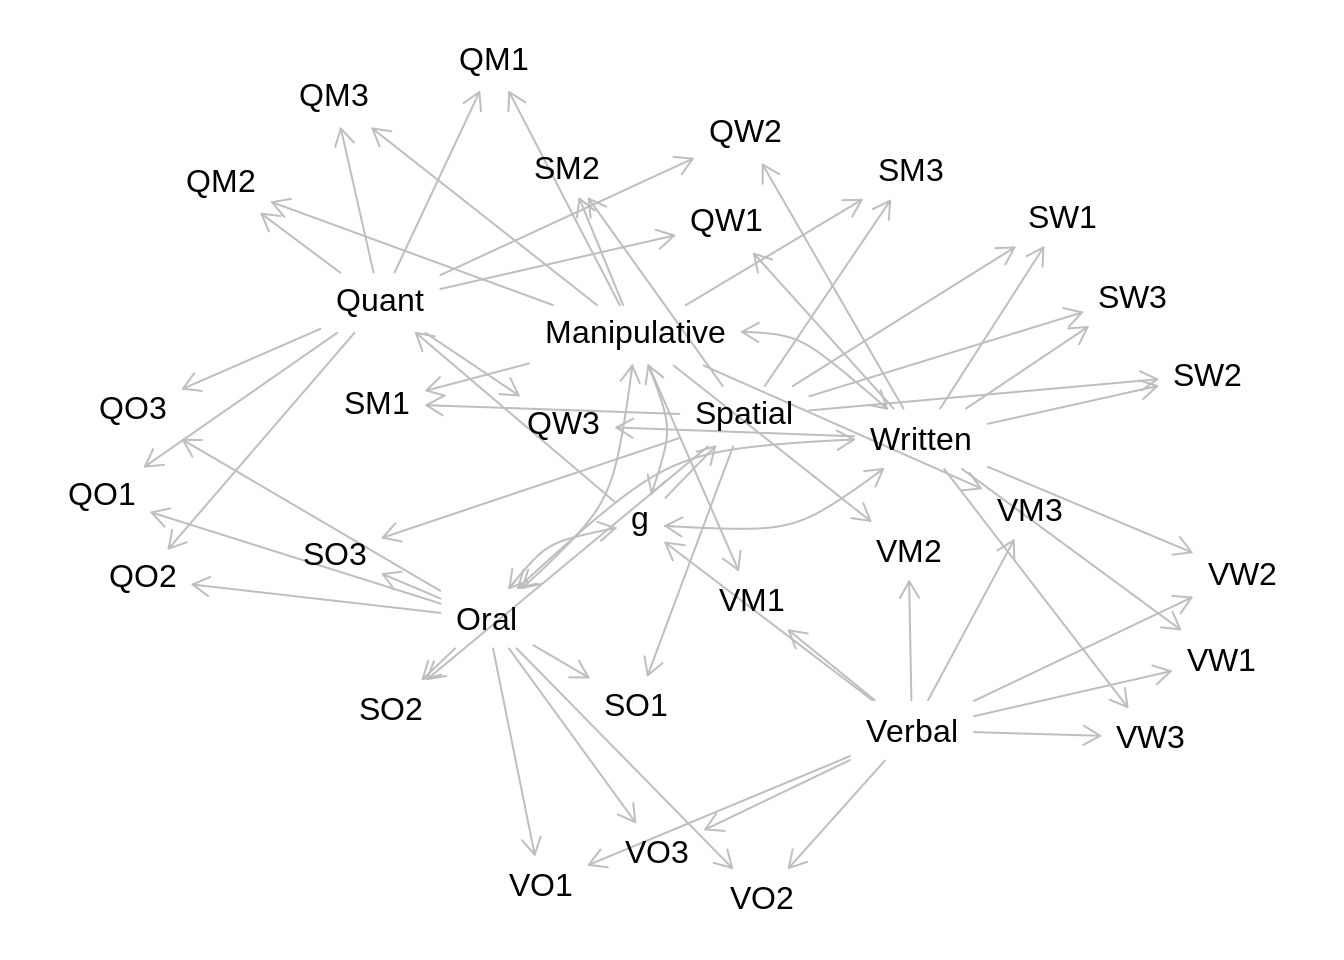 QM1
QM3
QW2
SM2
SM3
QM2
QW1
SW1
Quant
SW3
Manipulative
SW2
QO3
SM1
Spatial
QW3
Written
QO1
VM3
g
SO3
VM2
QO2
VW2
VM1
Oral
VW1
SO2
SO1
Verbal
VW3
VO3
VO1
VO2